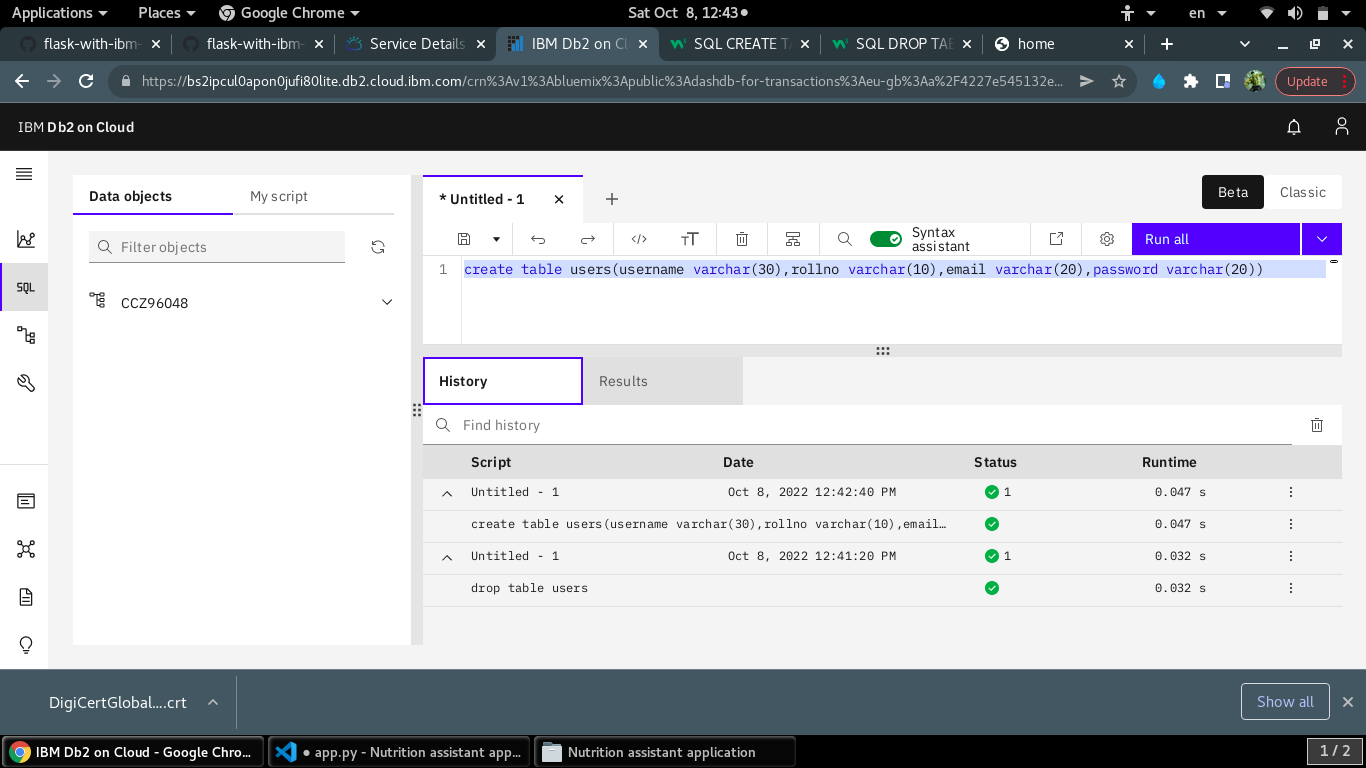 Applications Places Google Chrome Sat Oct 8, 12:43 en
flask-with-ibm- flask-with-ibm- Service Details IBM Db2 on Cl SQL CREATE TA SQL DROP TAB home
https://bs2ipcul0apon0jufi80lite.db2.cloud.ibm.com/crn%3Av1%3Abluemix%3Apublic%3Adashdb-for-transactions%3Aeu-gb%3Aa%2F4227e545132e... Update
IBM Db2 on Cloud
Data objects My script
* Untitled - 1
Beta Classic
Filter objects
Syntax assistant
Run all
SQL
1 create table users(username varchar(30),rollno varchar(10),email varchar(20),password varchar(20))
CCZ96048
History Results
Find history
Script Date Status Runtime
Untitled - 1 Oct 8, 2022 12:42:40 PM 1 0.047 s
create table users(username varchar(30),rollno varchar(10),email... 0.047 s
Untitled - 1 Oct 8, 2022 12:41:20 PM 1 0.032 s
drop table users 0.032 s
DigiCertGlobal....crt Show all
IBM Db2 on Cloud - Google Chro... ● app.py - Nutrition assistant app... Nutrition assistant application 1 / 2